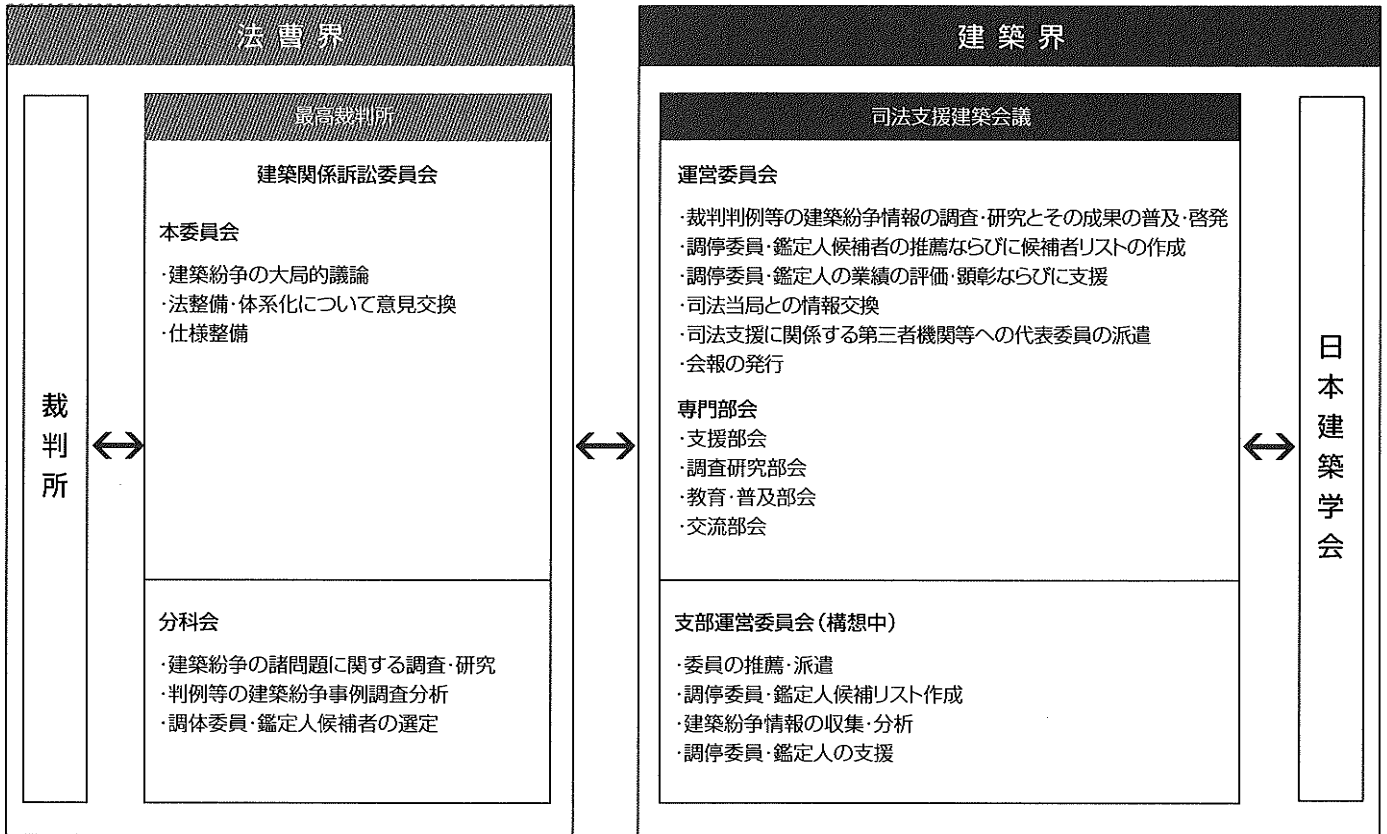 法曹界
裁判所
最高裁判所
建築関係訴訟委員会
本委員会
・建築紛争の大局的議論
・法整備・体系化について意見交換
・仕様整備
分科会
・建築紛争の諸問題に関する調査・研究
・判例等の建築紛争事例調査分析
・調体委員・鑑定人候補者の選定
建築界
司法支援建築会議
運営委員会
・裁判判例等の建築紛争情報の調査・研究とその成果の普及・啓発
・調停委員・鑑定人候補者の推薦ならびに候補者リストの作成
・調停委員・鑑定人の業績の評価・顕彰ならびに支援
・司法当局との情報交換
・司法支援に関係する第三者機関等への代表委員の派遣
・会報の発行
専門部会
・支援部会
・調査研究部会
・教育・普及部会
・交流部会
支部運営委員会(構想中)
・委員の推薦・派遣
・調停委員・鑑定人候補リスト作成
・建築紛争情報の収集・分析
・調停委員・鑑定人の支援
日本建築学会